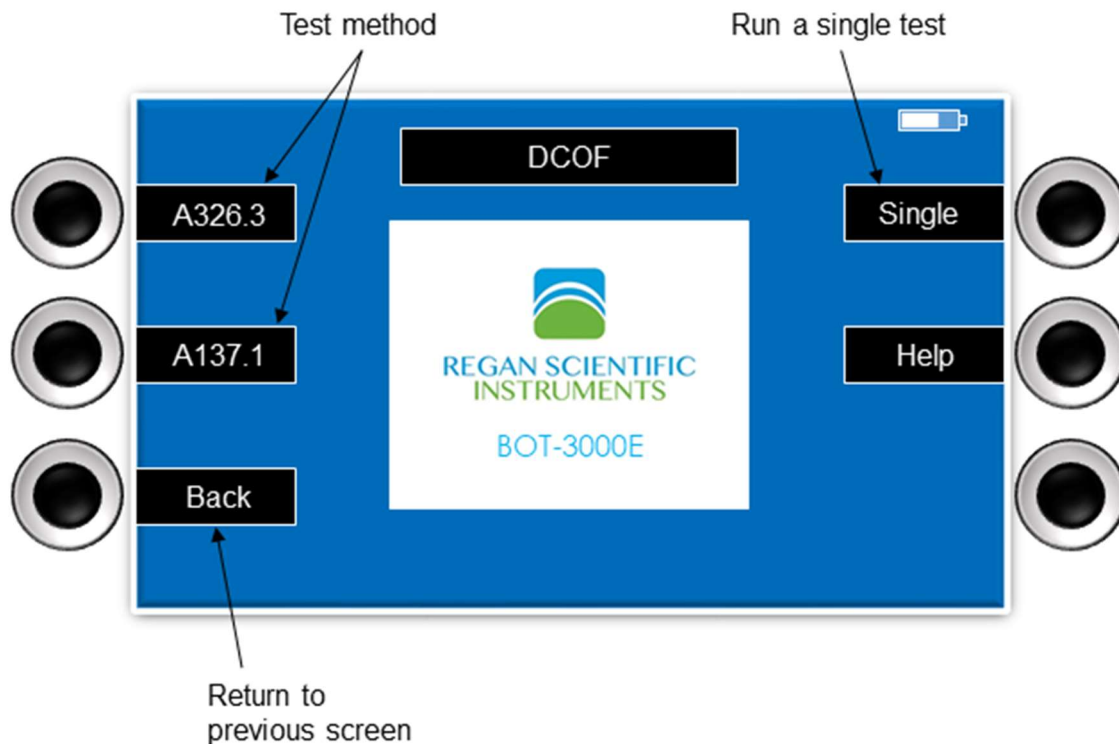 Test method
Run a single test
DCOF
A326.3
Single
REGAN SCIENTIFIC
INSTRUMENTS
A137.1
Help
BOT-3000E
Back
Return to
previous screen